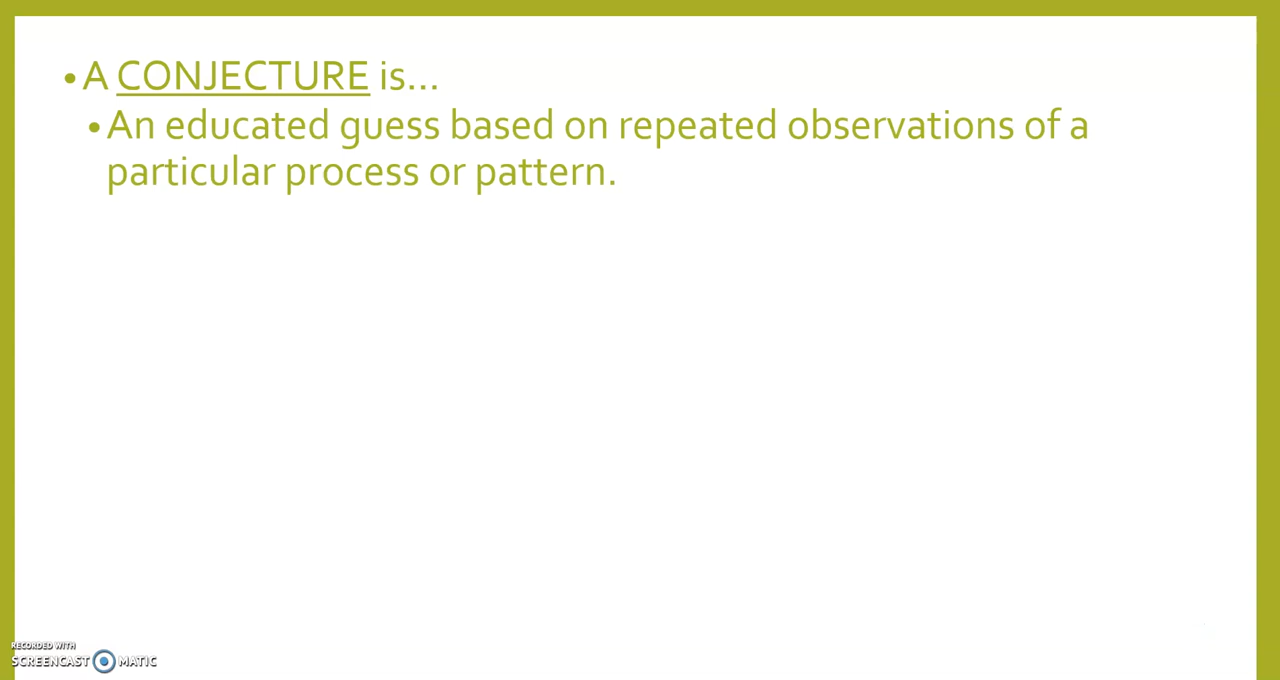 • A CONJECTURE is...
• An educated guess based on repeated observations of a
particular process or pattern.
RECORDED WITH
SCREENCAST MATIC